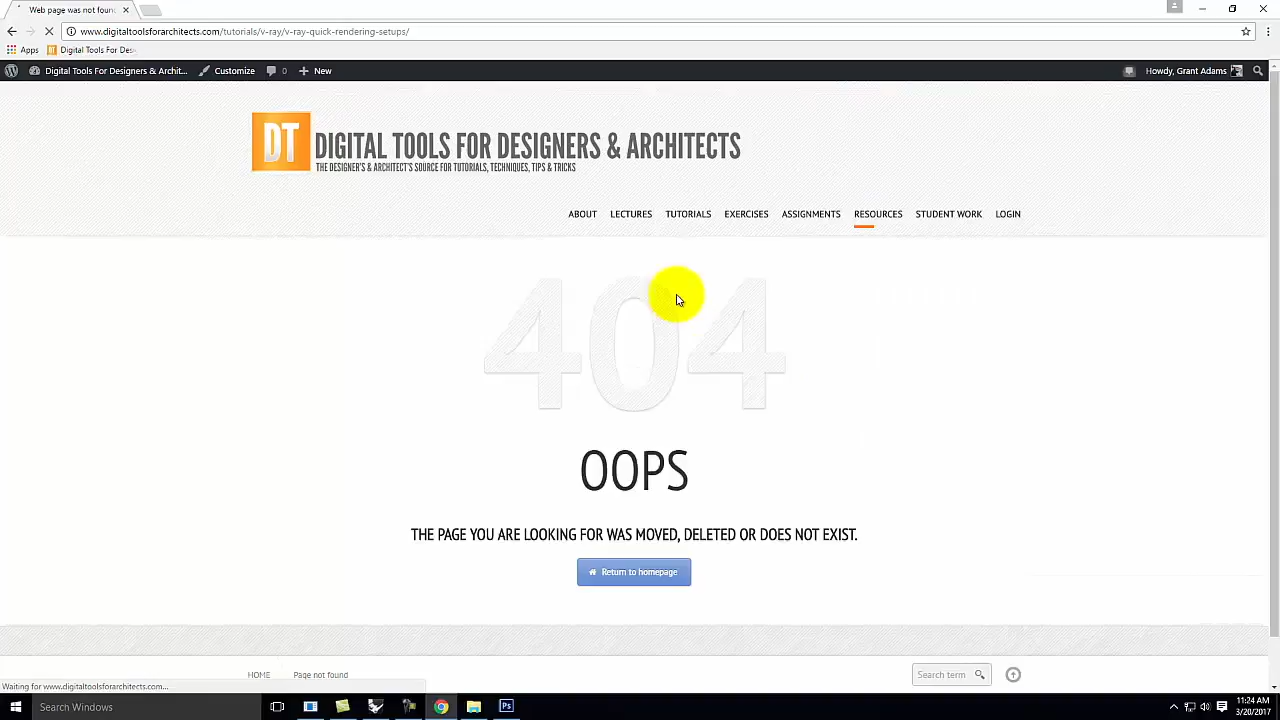 Web page was not foun
www.digitaltoolsforarchitects.com/tutorials/v-ray/v-ray-quick-rendering-setups/
Apps Digital Tools For Des
Digital Tools For Designers & Archit... Customize 0 New Howdy, Grant Adams
DT DIGITAL TOOLS FOR DESIGNERS & ARCHITECTS
THE DESIGNER'S & ARCHITECT'S SOURCE FOR TUTORIALS, TECHNIQUES, TIPS & TRICKS
ABOUT LECTURES TUTORIALS EXERCISES ASSIGNMENTS RESOURCES STUDENT WORK LOGIN
404
OOPS
THE PAGE YOU ARE LOOKING FOR WAS MOVED, DELETED OR DOES NOT EXIST.
Return to homepage
HOME Page not found Search term
Waiting for www.digitaltoolsforarchitects.com...
Search Windows Ps 11:24 AM
3/20/2017